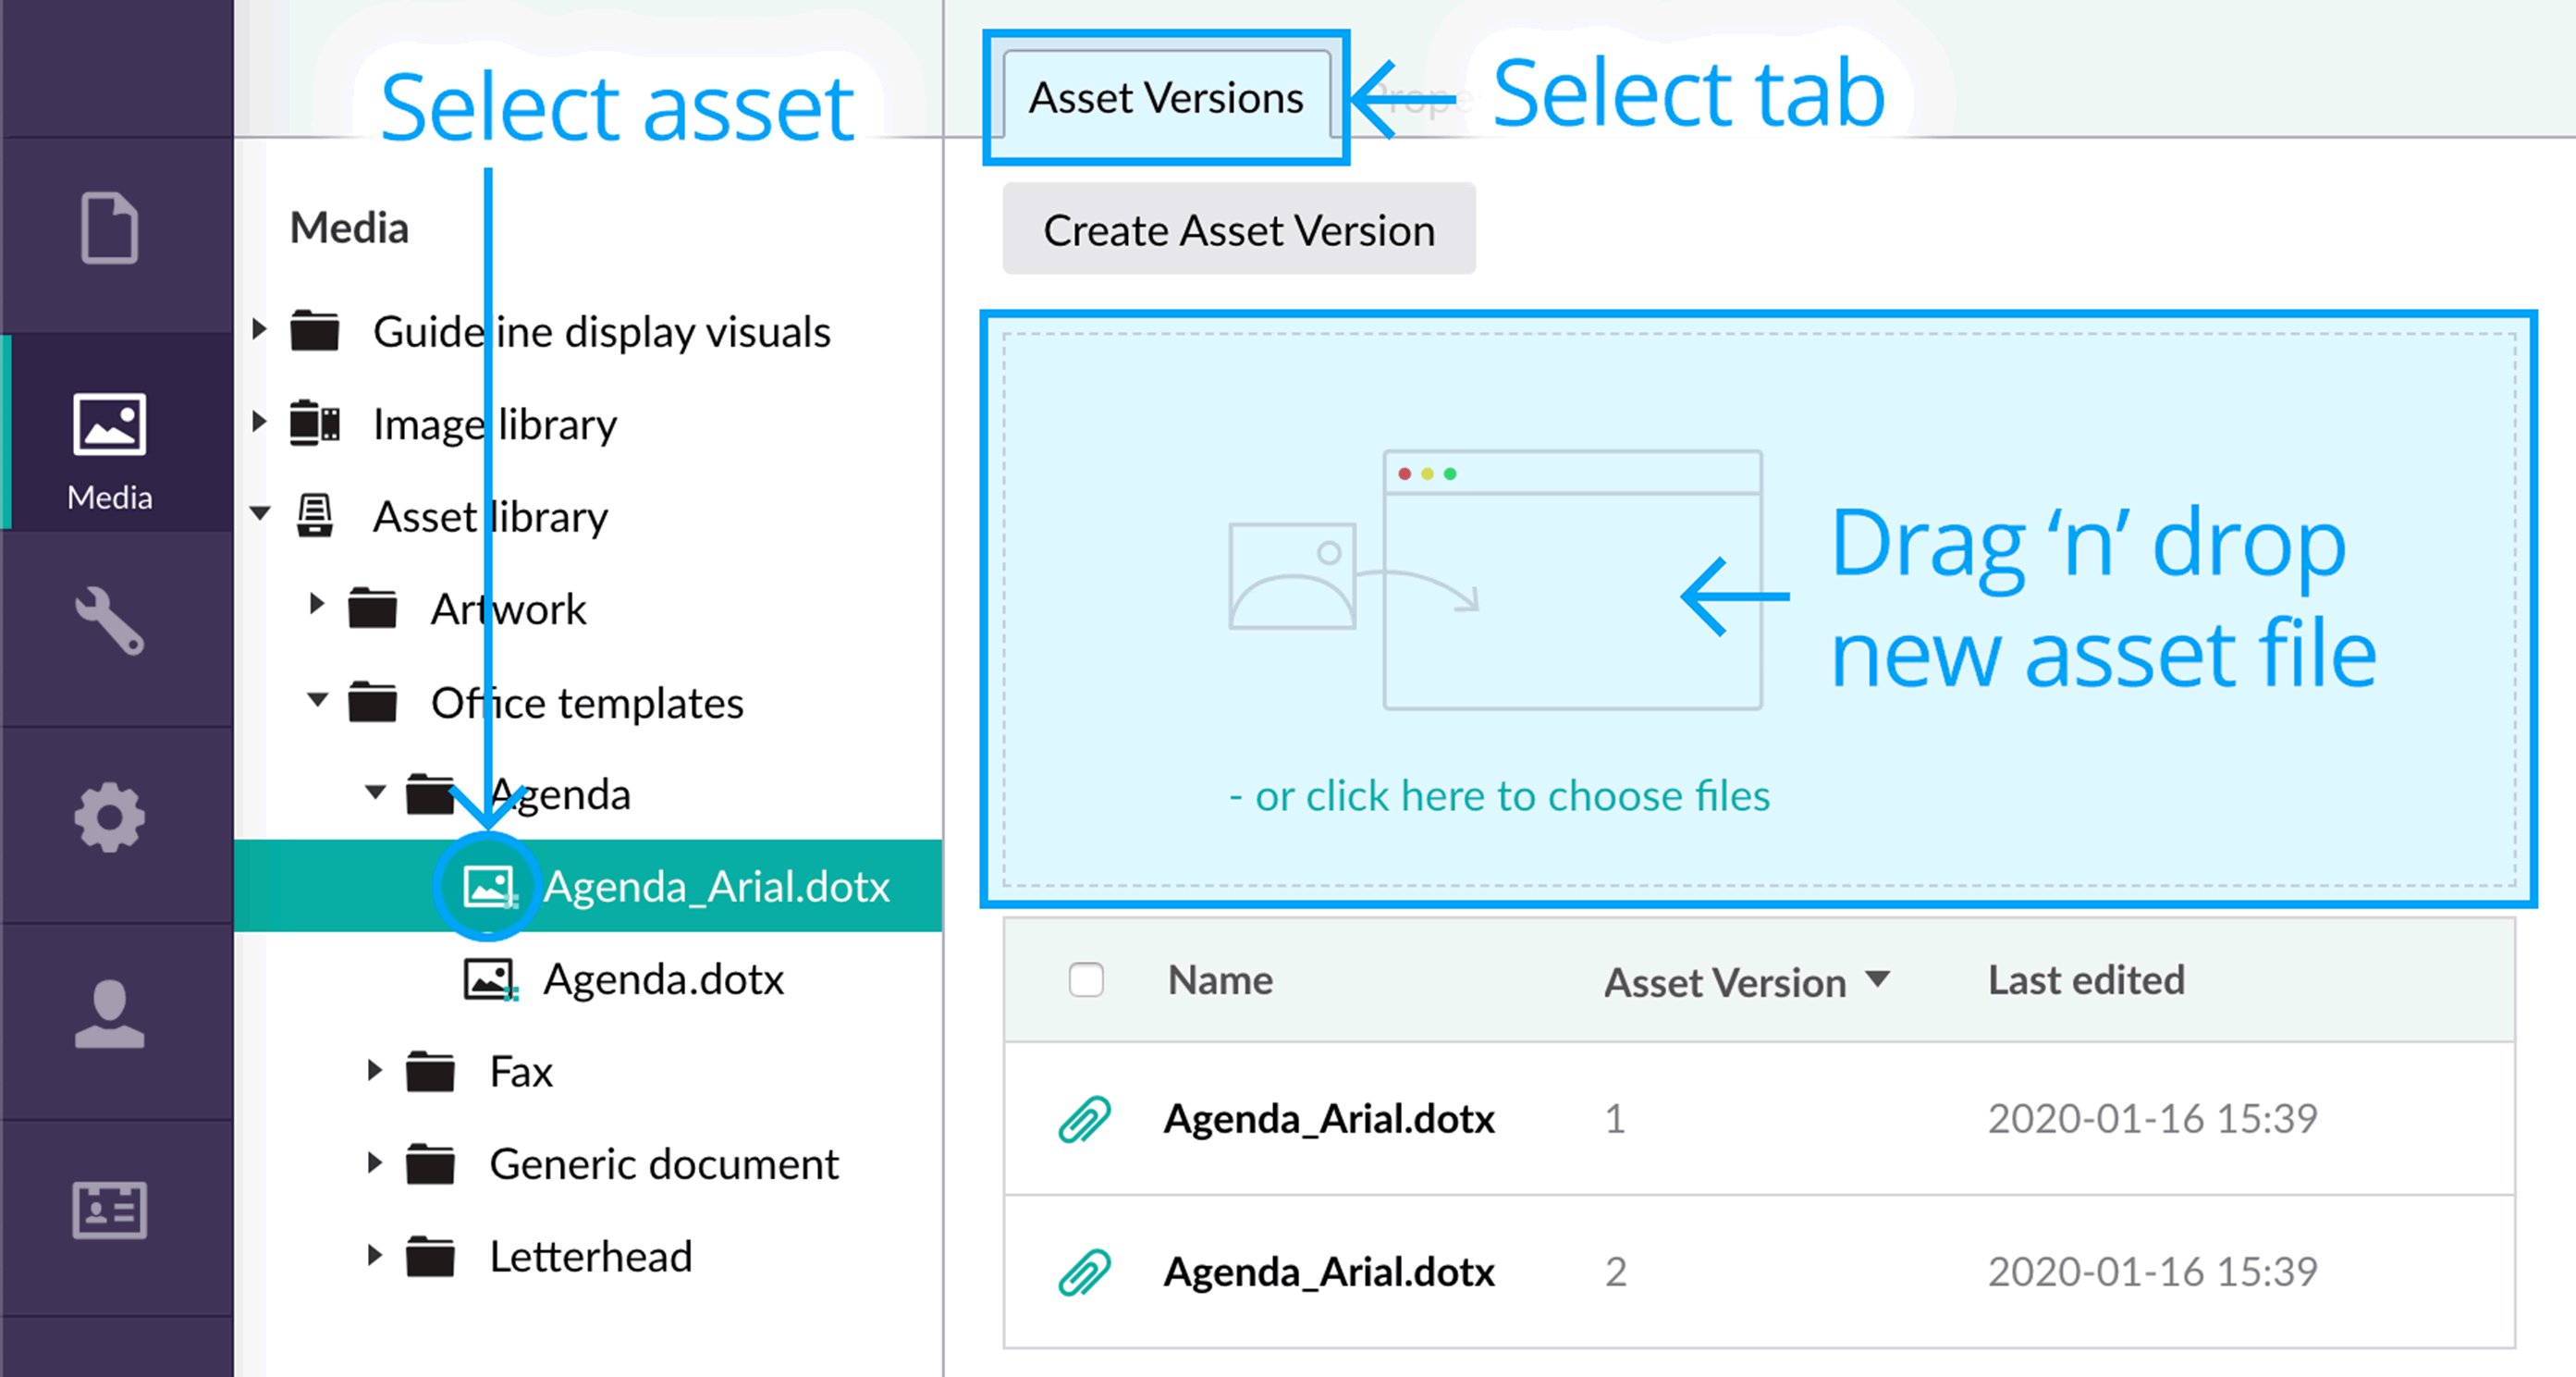 Select asset
Asset Versions
Select tab
Media
Create Asset Version
Guideline display visuals
Image library
Media
Asset library
Artwork
Office templates
Agenda
Drag ‘n’ drop
new asset file
- or click here to choose files
Agenda_Arial.dotx
Agenda.dotx
Fax
Generic document
Letterhead
Name Asset Version Last edited
Agenda_Arial.dotx 1 2020-01-16 15:39
Agenda_Arial.dotx 2 2020-01-16 15:39